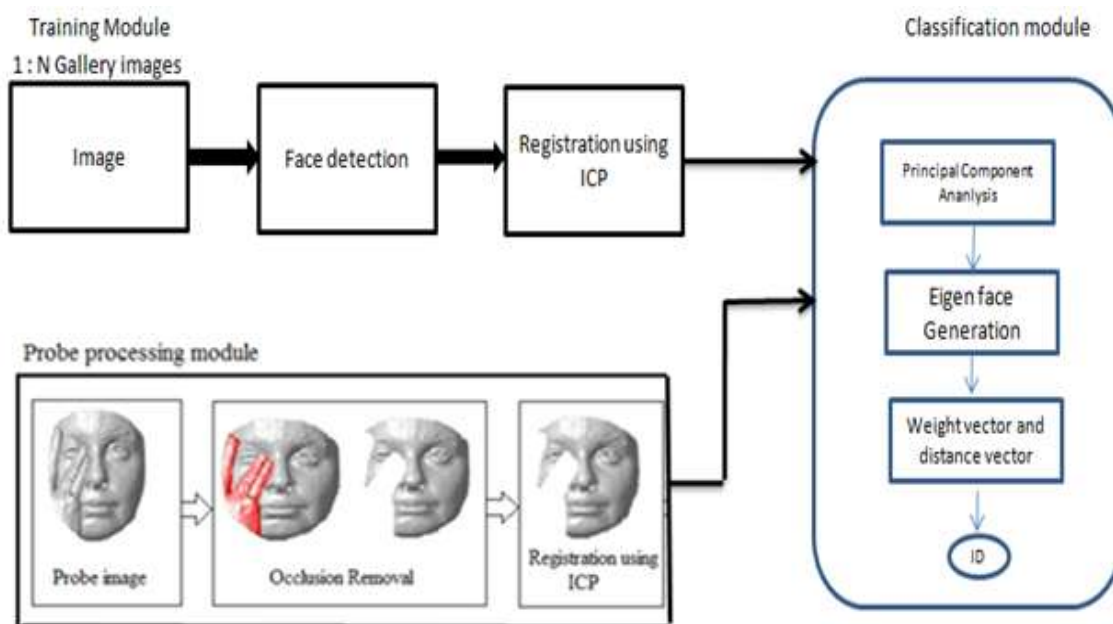 Training Module
1 : N Gallery images
Image
Face detection
Registration using
ICP
Probe processing module
Probe image
Occlusion Removal
Registration using
ICP
Classification module
Principal Component
Ananlysis
Eigen face
Generation
Weight vector and
distance vector
ID